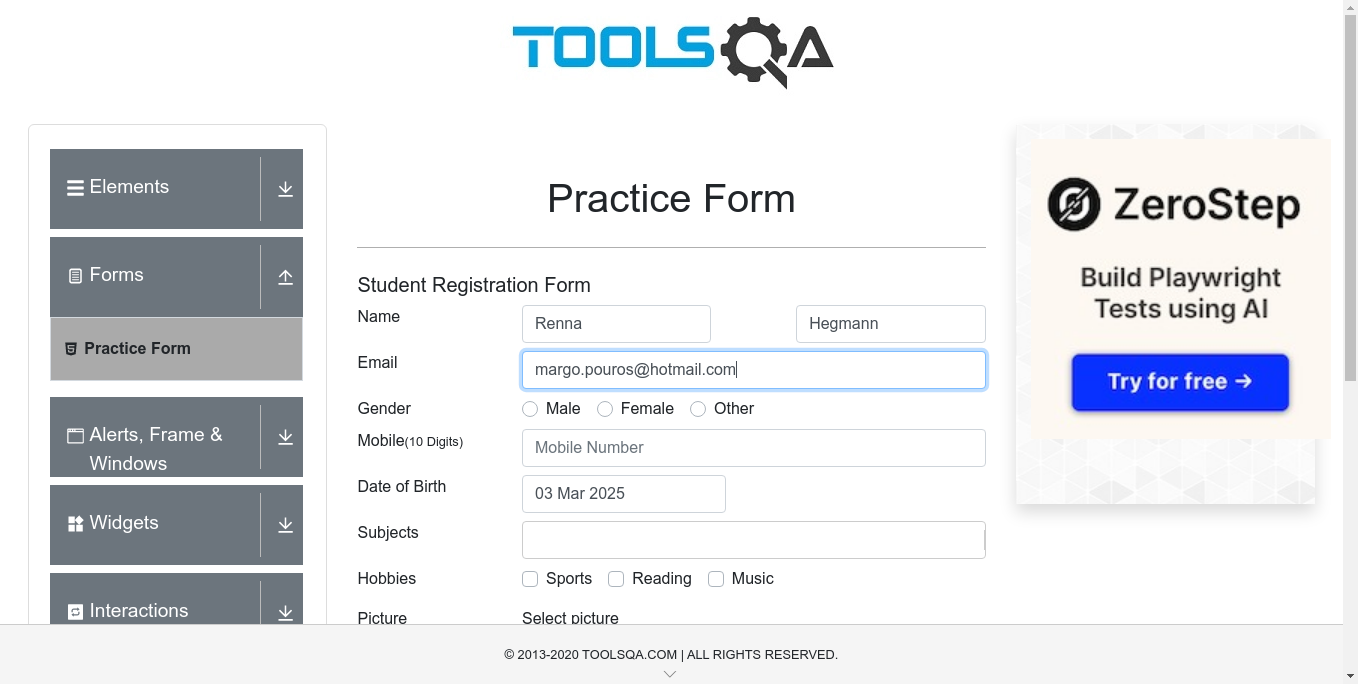 TOOLSQA
Elements
Forms
Practice Form
Alerts, Frame &
Windows
Widgets
Interactions
Practice Form
Student Registration Form
Name
Renna
Hegmann
Email
margo.pouros@hotmail.com
Gender
Male
Female
Other
Mobile(10 Digits)
Mobile Number
Date of Birth
03 Mar 2025
Subjects
Hobbies
Sports
Reading
Music
Picture
Select picture
ZeroStep
Build Playwright
Tests using AI
Try for free →
© 2013-2020 TOOLSQA.COM | ALL RIGHTS RESERVED.